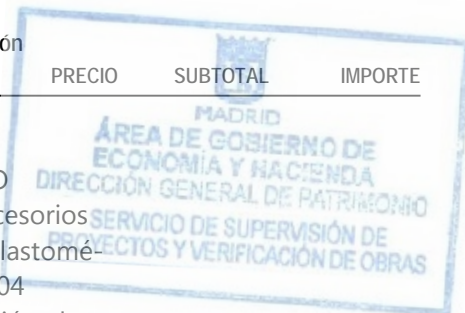 ón
PRECIO SUBTOTAL IMPORTE
MADRID
ÁREA DE GOBIERNO DE
ECONOMÍA Y HACIENDA
DIRECCIÓN GENERAL DE PATRIMONIO
SERVICIO DE SUPERVISIÓN DE
PROYECTOS Y VERIFICACIÓN DE OBRAS
O
cesorios
lastomé-
04